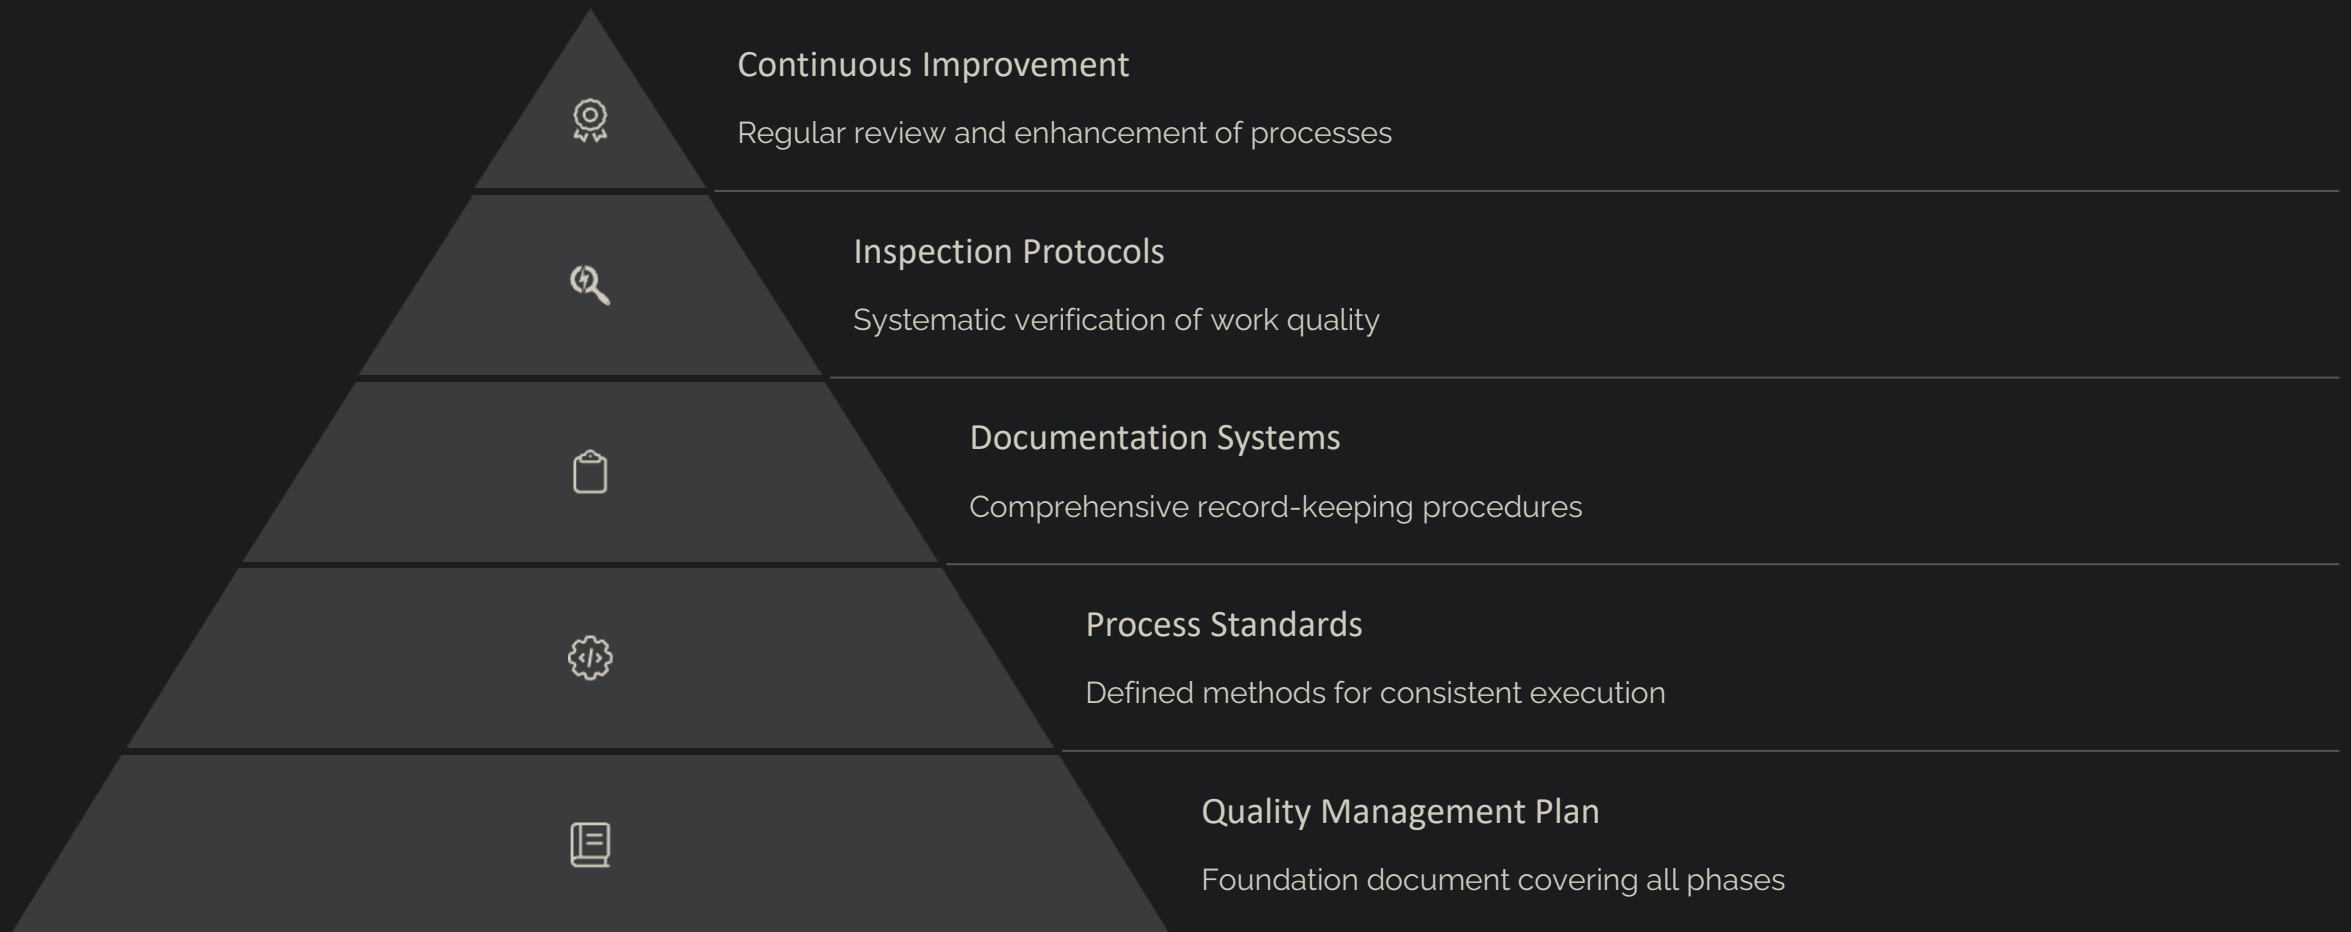 Continuous Improvement
Regular review and enhancement of processes
Inspection Protocols
Systematic verification of work quality
Documentation Systems
Comprehensive record-keeping procedures
Process Standards
Defined methods for consistent execution
Quality Management Plan
Foundation document covering all phases